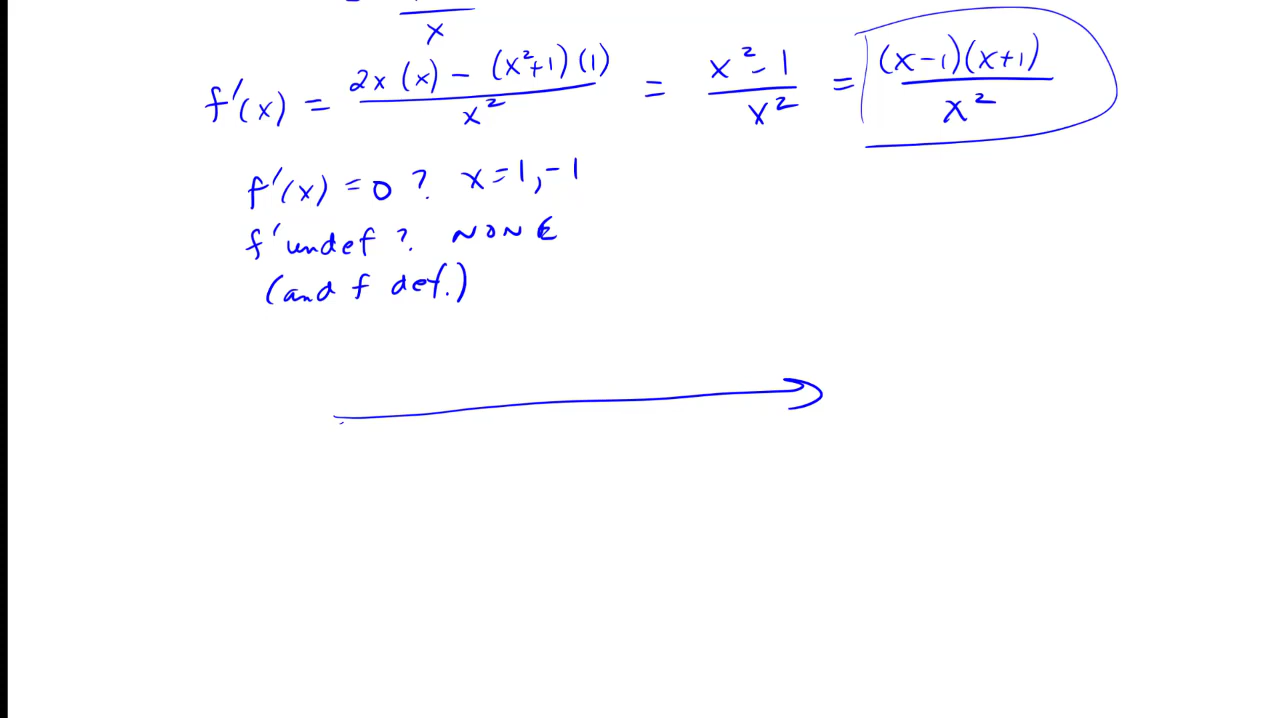 x
f'(x) = (2x(x) - (x²+1)(1))/x² = (x²-1)/x² = ((x-1)(x+1))/x²
f'(x) = 0? x = 1, -1
f' undef? NONE
(and f def.)